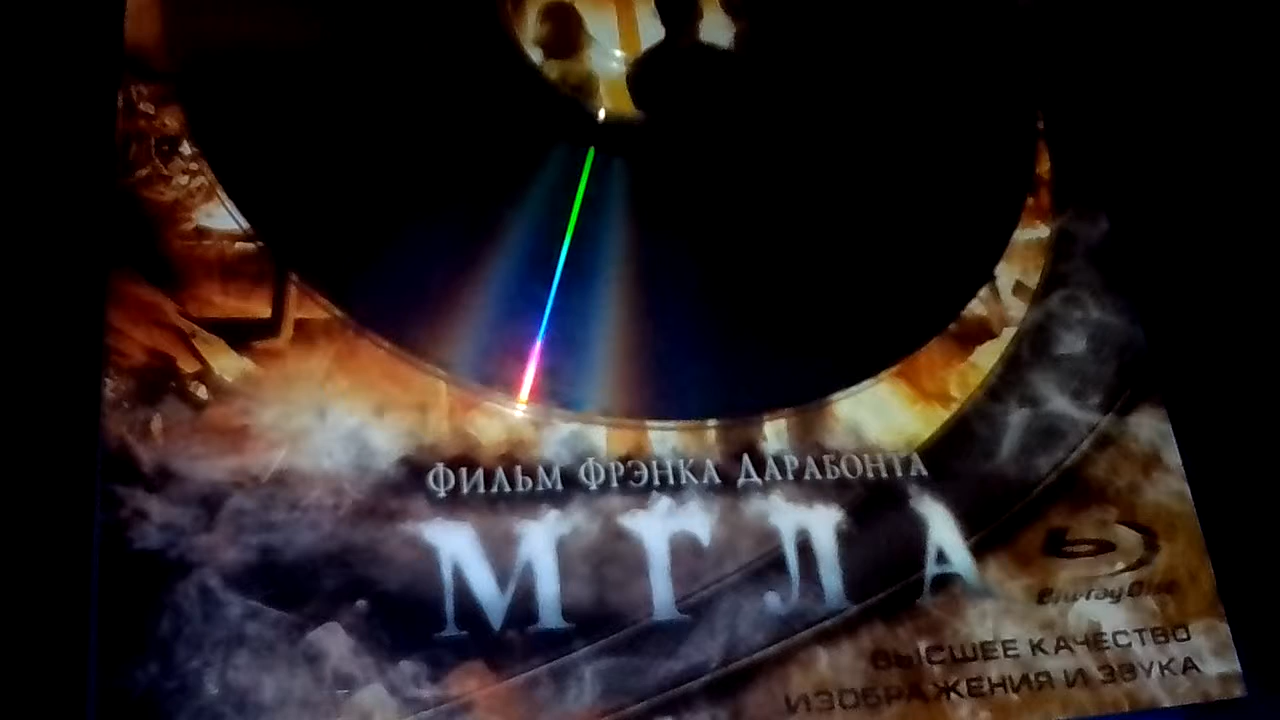 ФИЛЬМ ФРЭНКА ДАРАБОНТА
МГЛА
Blu-ray Disc
ВЫСШЕЕ КАЧЕСТВО
ИЗОБРАЖЕНИЯ И ЗВУКА